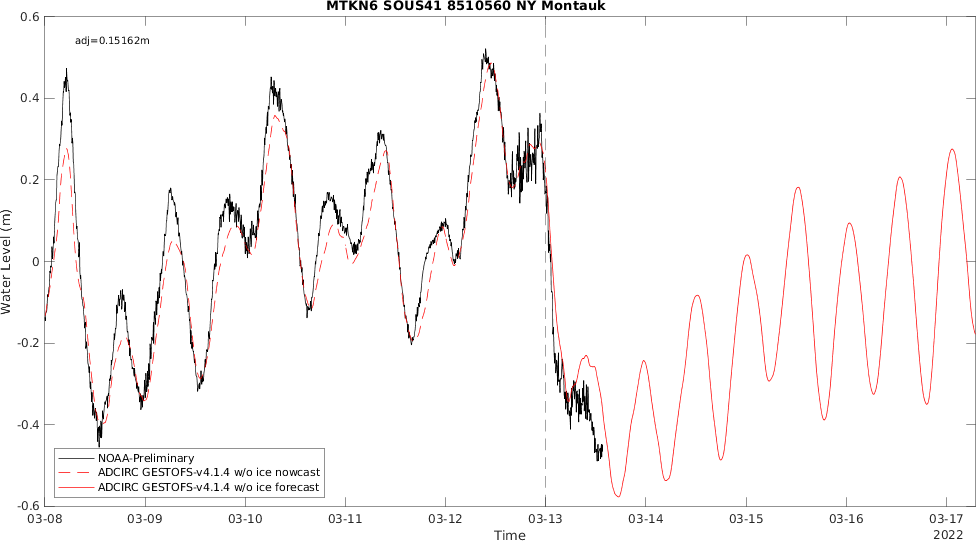 MTKN6 SOUS41 8510560 NY Montauk
adj=0.15162m
Water Level (m)
0.6
0.4
0.2
0
-0.2
-0.4
-0.6
NOAA-Preliminary
ADCIRC GESTOFS-v4.1.4 w/o ice nowcast
ADCIRC GESTOFS-v4.1.4 w/o ice forecast
03-08 03-09 03-10 03-11 03-12 03-13 03-14 03-15 03-16 03-17
Time
2022